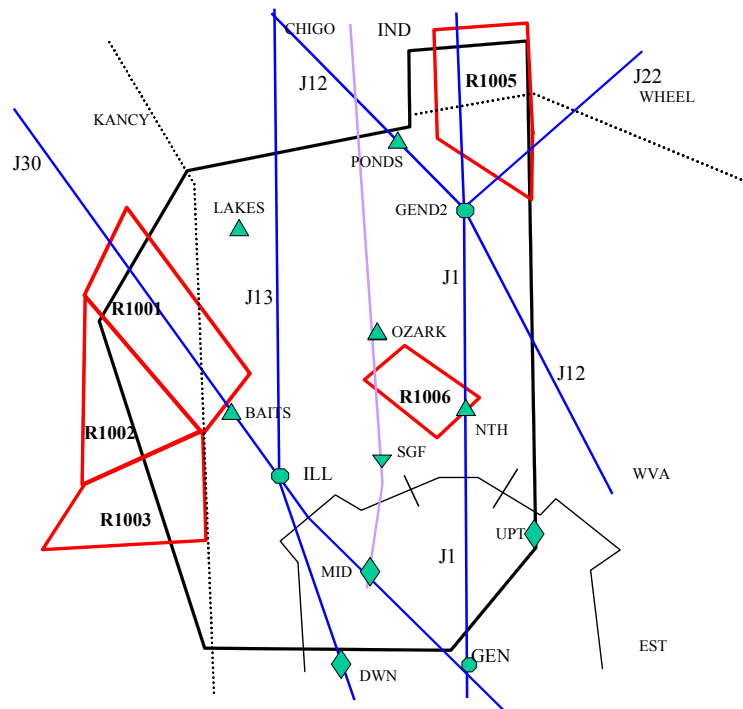 CHIGO
IND
J12
R1005
J22
WHEEL
KANCY
J30
PONDS
LAKES
GEND2
J13
J1
R1001
OZARK
J12
R1006
BAITS
NTH
R1002
SGF
ILL
WVA
R1003
UPT
J1
MID
EST
GEN
DWN